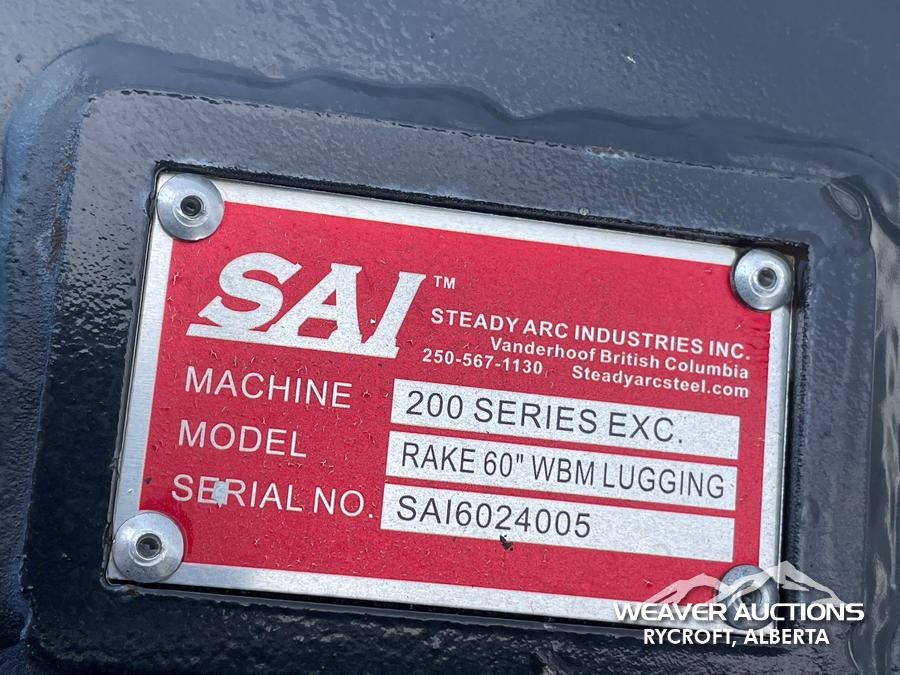 SAI™
STEADY ARC INDUSTRIES INC.
Vanderhoof British Columbia
250-567-1130 Steadyarcsteel.com
MACHINE 200 SERIES EXC.
MODEL RAKE 60" WBM LUGGING
SERIAL NO. SAI6024005
WEAVER AUCTIONS
RYCROFT, ALBERTA